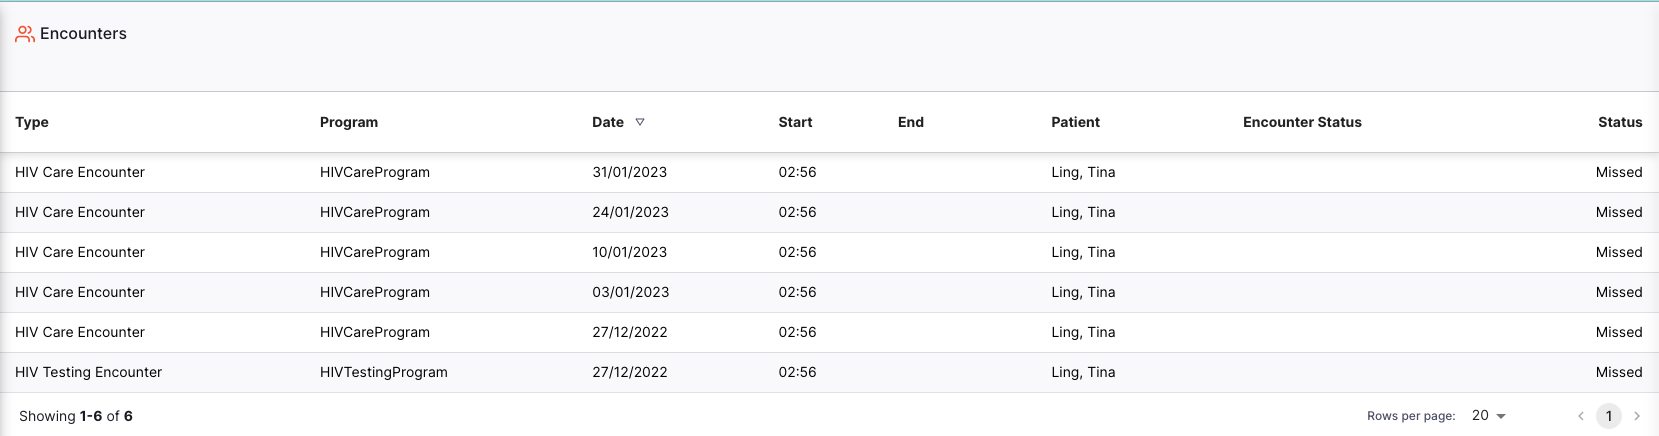 Encounters
Type Program Date Start End Patient Encounter Status Status
HIV Care Encounter HIVCareProgram 31/01/2023 02:56 Ling, Tina Missed
HIV Care Encounter HIVCareProgram 24/01/2023 02:56 Ling, Tina Missed
HIV Care Encounter HIVCareProgram 10/01/2023 02:56 Ling, Tina Missed
HIV Care Encounter HIVCareProgram 03/01/2023 02:56 Ling, Tina Missed
HIV Care Encounter HIVCareProgram 27/12/2022 02:56 Ling, Tina Missed
HIV Testing Encounter HIVTestingProgram 27/12/2022 02:56 Ling, Tina Missed
Showing 1-6 of 6 Rows per page: 20 1